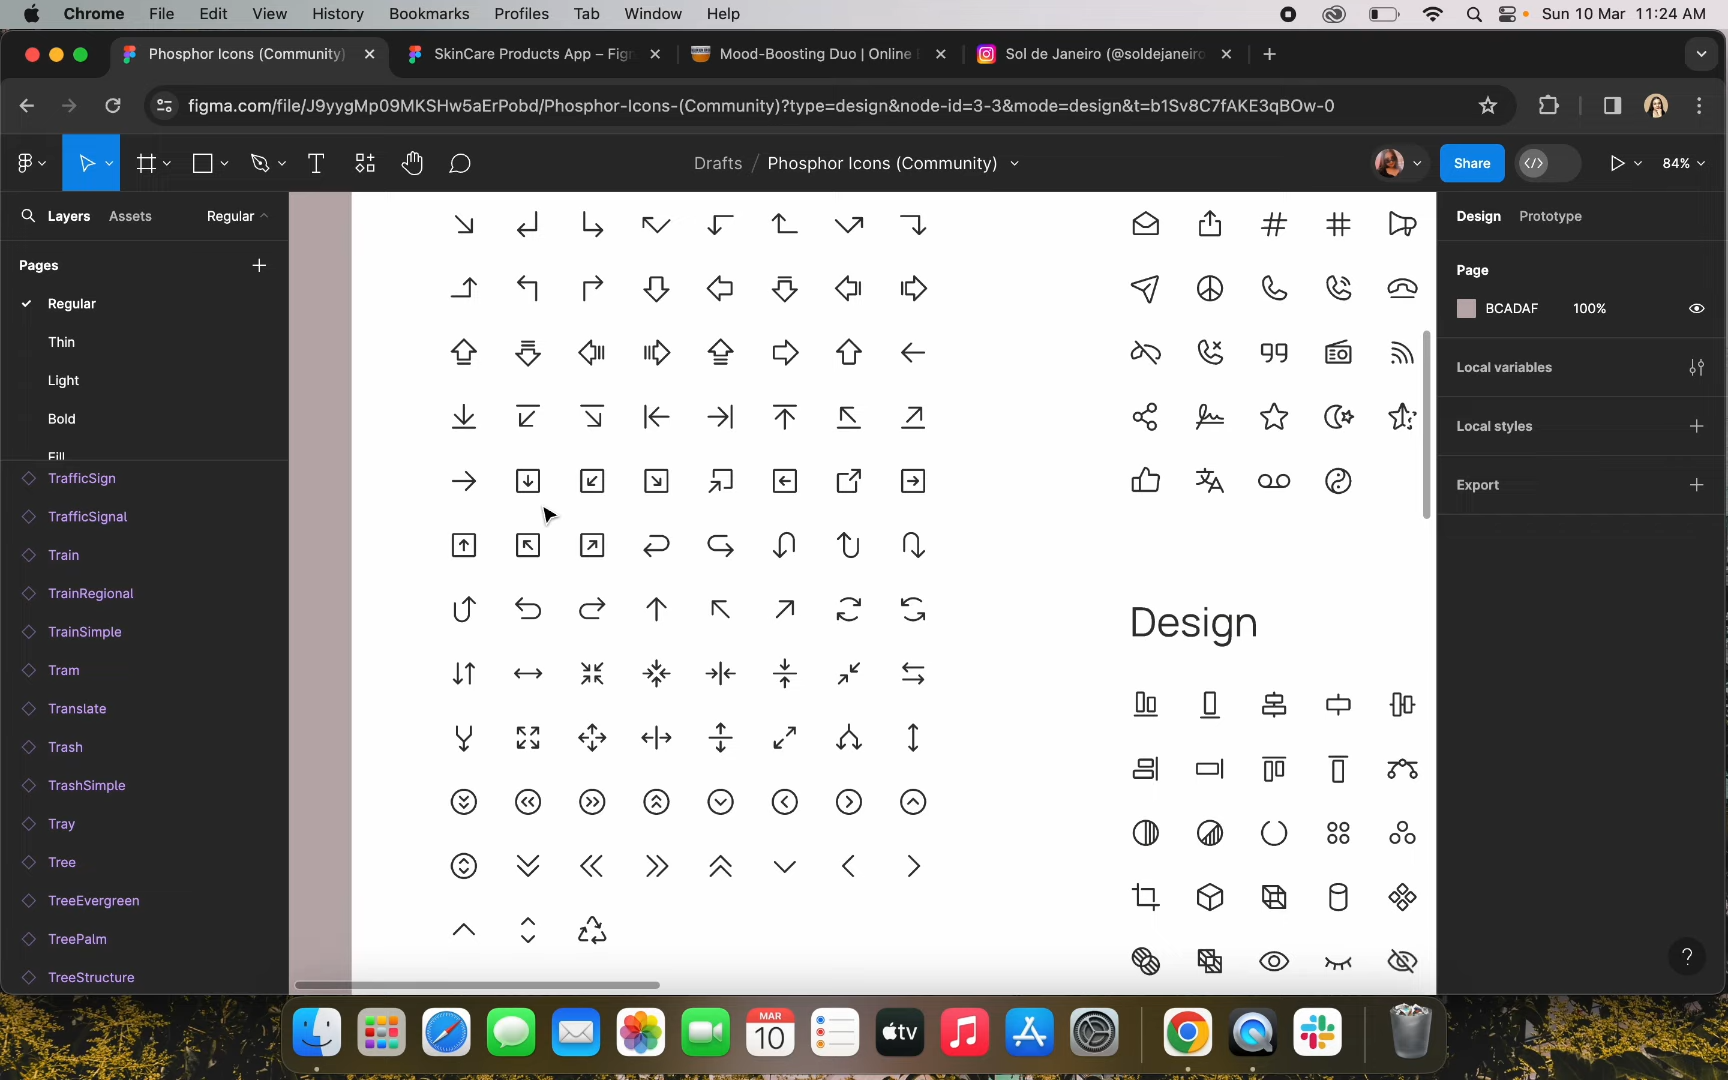 Chrome File Edit View History Bookmarks Profiles Tab Window Help Sun 10 Mar 11:24 AM
Phosphor Icons (Community) SkinCare Products App – Fig Mood-Boosting Duo | Online Sol de Janeiro (@soldejaneiro
figma.com/file/J9yygMp09MKSHw5aErPobd/Phosphor-Icons-(Community)?type=design&node-id=3-3&mode=design&t=b1Sv8C7fAKE3qBOw-0
Drafts / Phosphor Icons (Community) Share 84%
Layers Assets Regular
Design Prototype
Pages
Regular
Thin
Light
Bold
Fill
TrafficSign
TrafficSignal
Train
TrainRegional
TrainSimple
Tram
Translate
Trash
TrashSimple
Tray
Tree
TreeEvergreen
TreePalm
TreeStructure
Design
Page
BCADAF 100%
Local variables
Local styles
Export
?
MAR
10
tv